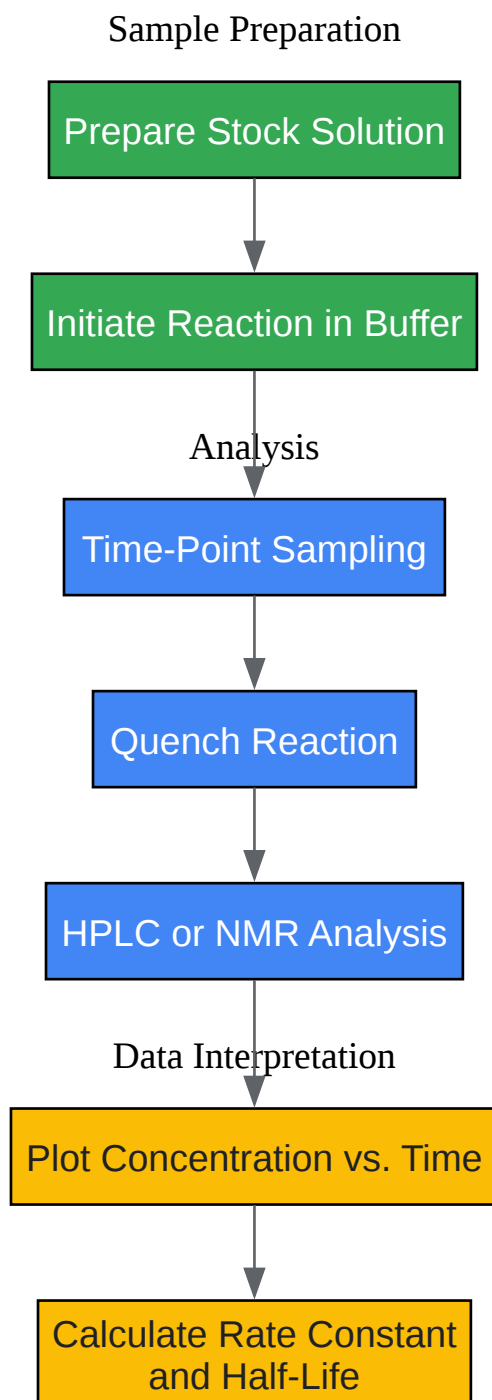 Sample Preparation
Prepare Stock Solution
Initiate Reaction in Buffer
Analysis
Time-Point Sampling
Quench Reaction
HPLC or NMR Analysis
Data Interpretation
Plot Concentration vs. Time
Calculate Rate Constant
and Half-Life